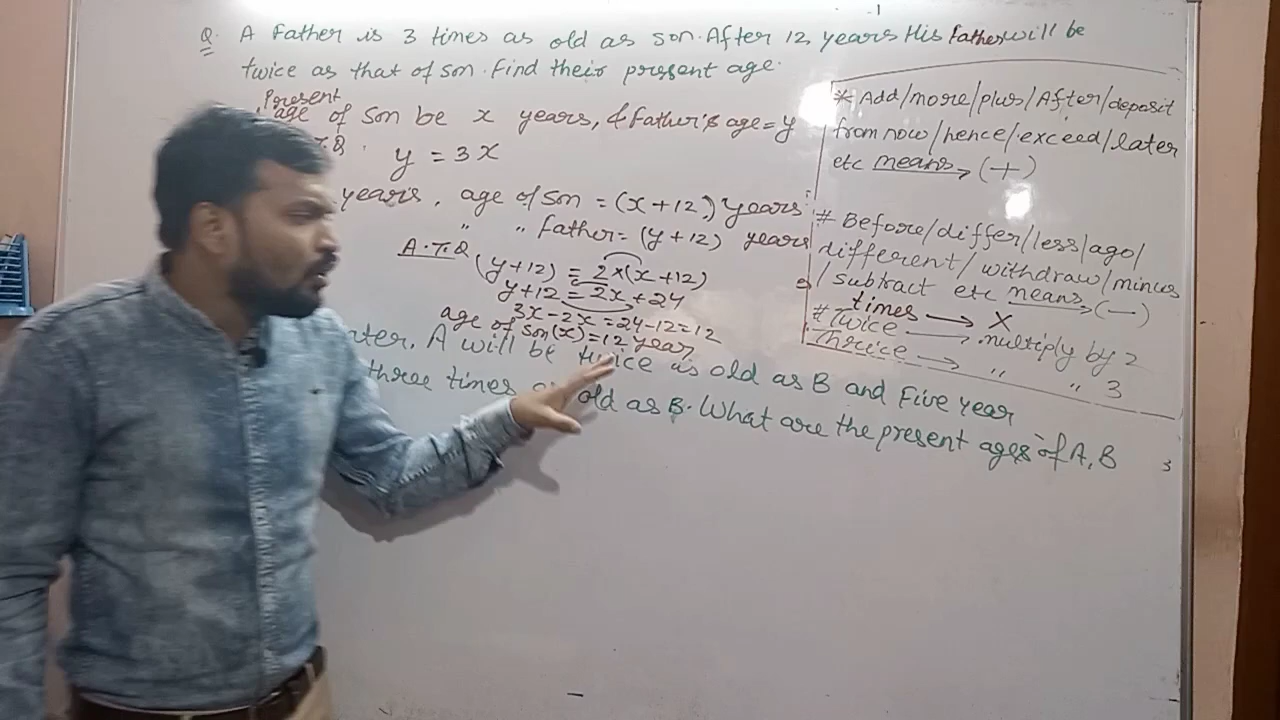 Q. A Father is 3 times as old as son. After 12 years His father will be
twice as that of son. Find their present age.
Present
age of son be x years, & father's age = y
y = 3x
years, age of son = (x+12) years
" " father = (y+12) years
A.T.Q (y+12) = 2×(x+12)
y+12 = 2x+24
3x-2x = 24-12 = 12
age of son(x) = 12 year
ater, A will be twice as old as B and Five year
three times as old as B. What are the present ages of A, B
* Add/more/plus/After/deposit
from now/hence/exceed/later
etc means → (+)
# Before/differ/less/ago/
different/withdraw/minus
/subtract etc means → (—)
times → X
# Twice → multiply by 2
Thrice → " " 3